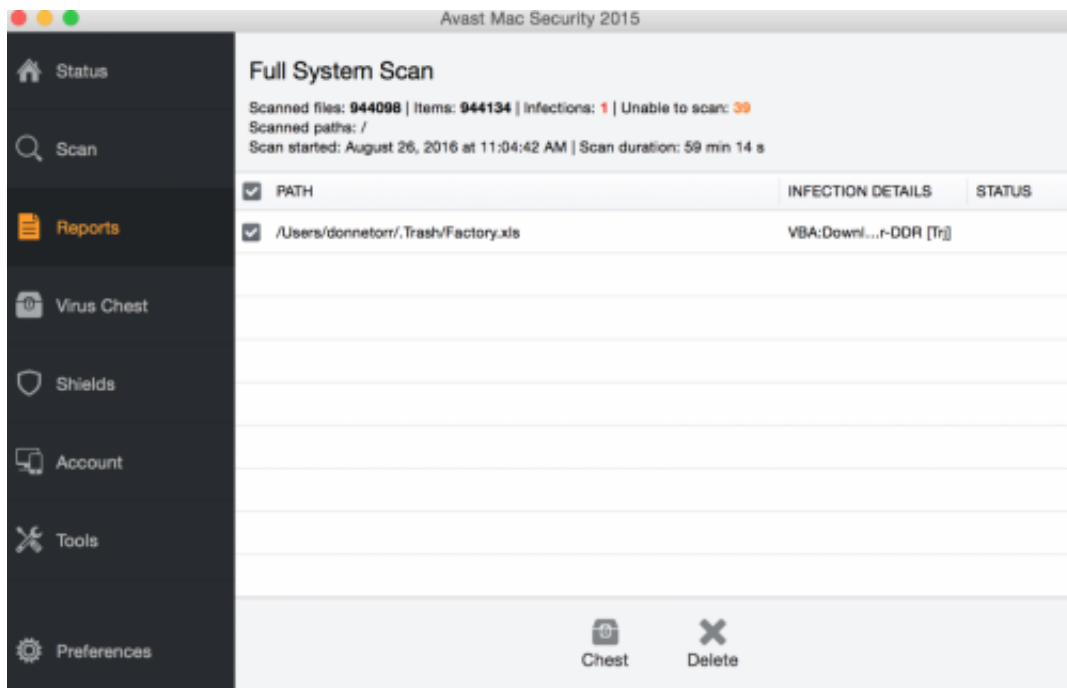 Avast Mac Security 2015
Status
Scan
Reports
Virus Chest
Shields
Account
Tools
Preferences
Full System Scan
Scanned files: 944098 | Items: 944134 | Infections: 1 | Unable to scan: 39
Scanned paths: /
Scan started: August 26, 2016 at 11:04:42 AM | Scan duration: 59 min 14 s
PATH INFECTION DETAILS STATUS
/Users/donnetorr/.Trash/Factory.xls VBA:Downl...r-DDR [Trj]
Chest Delete